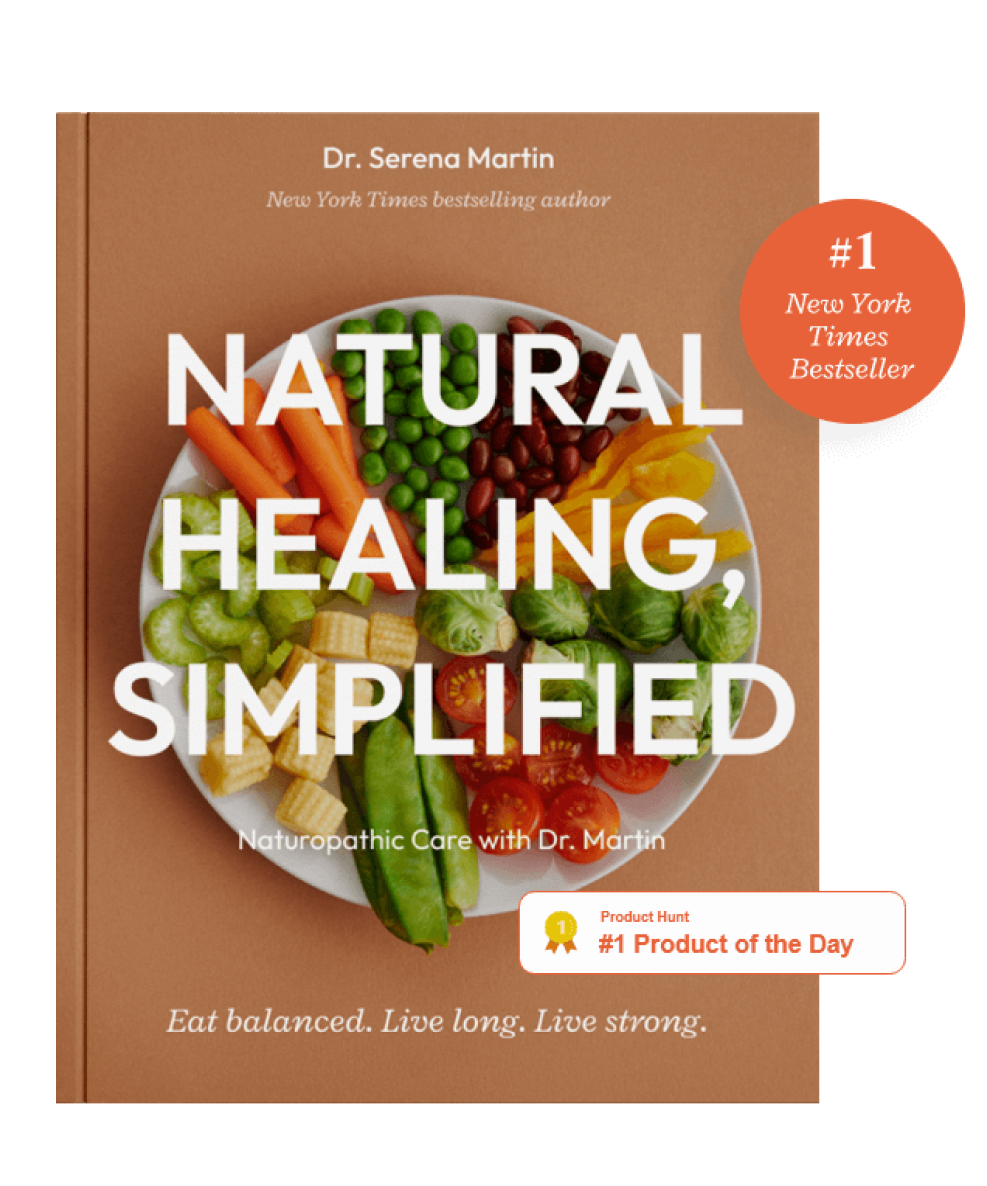 Dr. Serena Martin
New York Times bestselling author
#1
New York
Times
Bestseller
NATURAL
HEALING,
SIMPLIFIED
Naturopathic Care with Dr. Martin
1
Product Hunt
#1 Product of the Day
Eat balanced. Live long. Live strong.